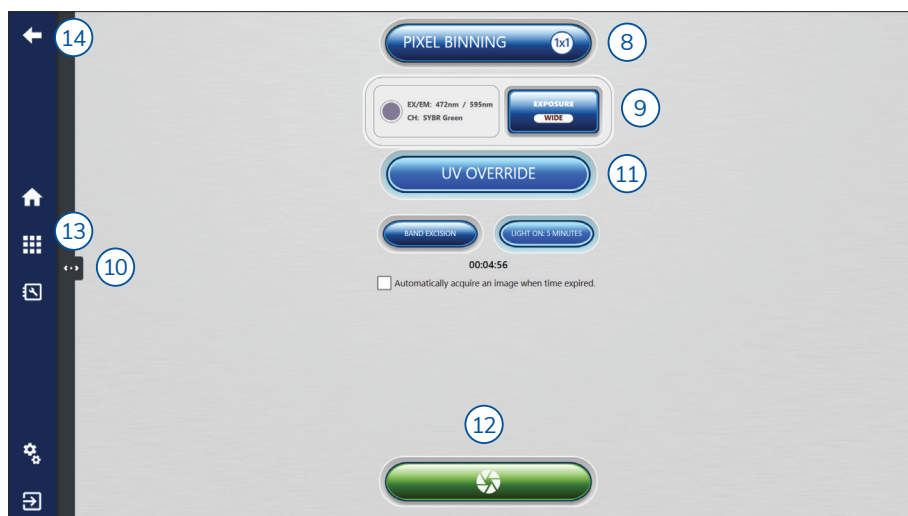 14
PIXEL BINNING 1x1
8
EX/EM: 472nm / 595nm
CH: SYBR Green
EXPOSURE
WIDE
9
UV OVERRIDE
11
13
BAND EXCISION
LIGHT ON: 5 MINUTES
10
00:04:56
Automatically acquire an image when time expired.
12